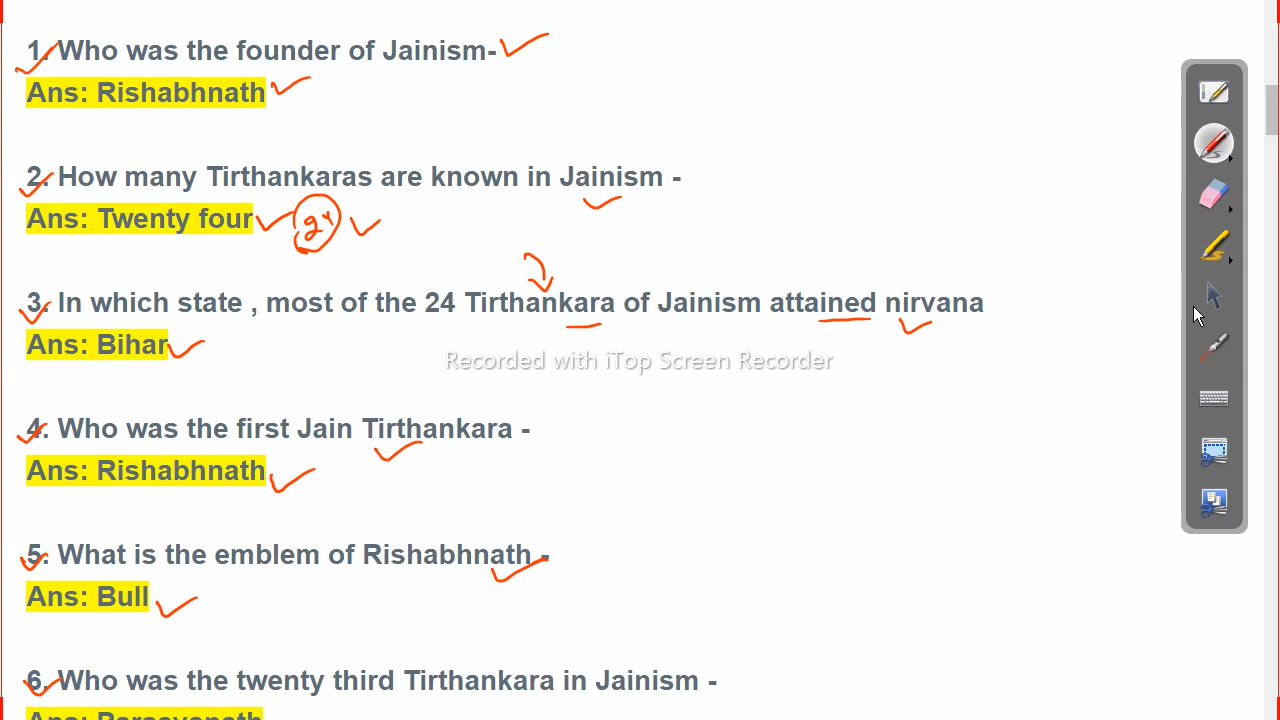 1. Who was the founder of Jainism-
Ans: Rishabhnath
2. How many Tirthankaras are known in Jainism -
Ans: Twenty four 24
3. In which state , most of the 24 Tirthankara of Jainism attained nirvana
Ans: Bihar
Recorded with iTop Screen Recorder
4. Who was the first Jain Tirthankara -
Ans: Rishabhnath
5. What is the emblem of Rishabhnath -
Ans: Bull
6. Who was the twenty third Tirthankara in Jainism -
Ans: